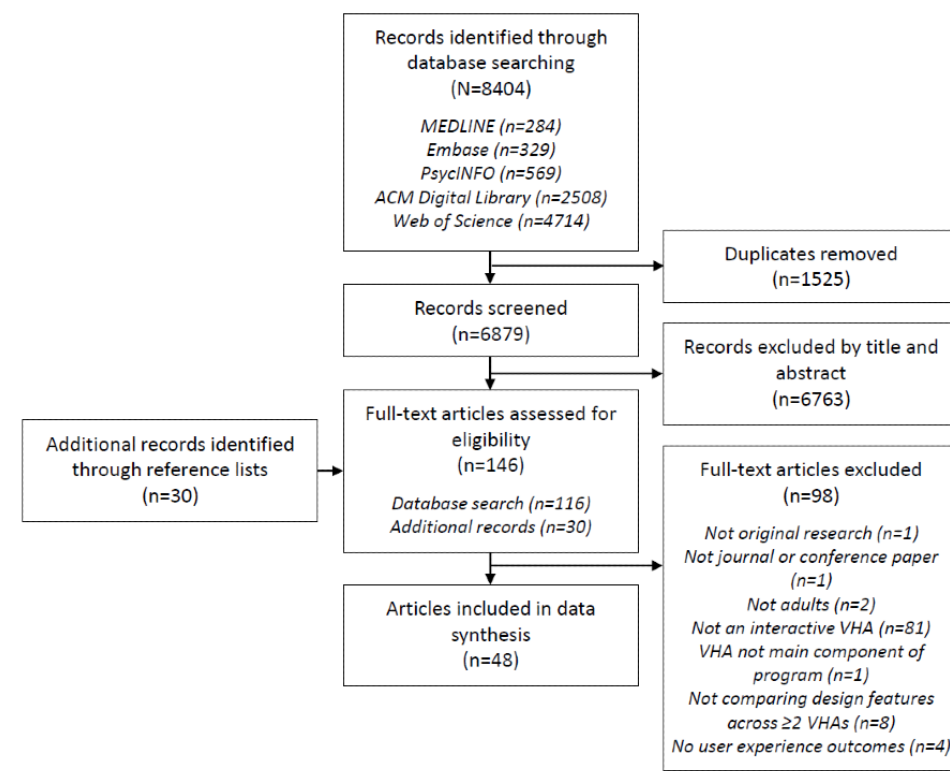 Records identified through
database searching
(N=8404)
MEDLINE (n=284)
Embase (n=329)
PsycINFO (n=569)
ACM Digital Library (n=2508)
Web of Science (n=4714)
Duplicates removed
(n=1525)
Records screened
(n=6879)
Records excluded by title and
abstract
(n=6763)
Additional records identified
through reference lists
(n=30)
Full-text articles assessed for
eligibility
(n=146)
Database search (n=116)
Additional records (n=30)
Full-text articles excluded
(n=98)
Not original research (n=1)
Not journal or conference paper
(n=1)
Not adults (n=2)
Not an interactive VHA (n=81)
VHA not main component of
program (n=1)
Not comparing design features
across ≥2 VHAs (n=8)
No user experience outcomes (n=4)
Articles included in data
synthesis
(n=48)